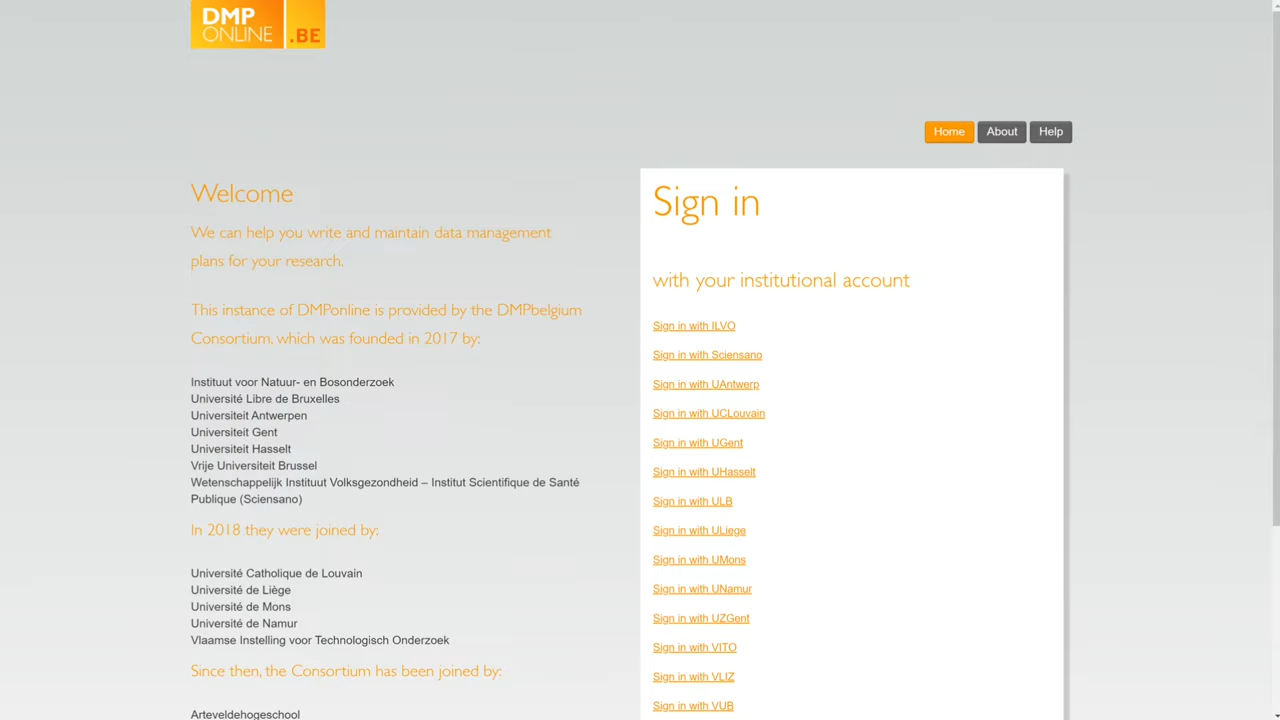 DMP
ONLINE .BE
Home About Help
Welcome
We can help you write and maintain data management
plans for your research.
This instance of DMPonline is provided by the DMPbelgium
Consortium, which was founded in 2017 by:
Instituut voor Natuur- en Bosonderzoek
Université Libre de Bruxelles
Universiteit Antwerpen
Universiteit Gent
Universiteit Hasselt
Vrije Universiteit Brussel
Wetenschappelijk Instituut Volksgezondheid – Institut Scientifique de Santé
Publique (Sciensano)
In 2018 they were joined by:
Université Catholique de Louvain
Université de Liège
Université de Mons
Université de Namur
Vlaamse Instelling voor Technologisch Onderzoek
Since then, the Consortium has been joined by:
Arteveldehogeschool
Sign in
with your institutional account
Sign in with ILVO
Sign in with Sciensano
Sign in with UAntwerp
Sign in with UCLouvain
Sign in with UGent
Sign in with UHasselt
Sign in with ULB
Sign in with ULiege
Sign in with UMons
Sign in with UNamur
Sign in with UZGent
Sign in with VITO
Sign in with VLIZ
Sign in with VUB